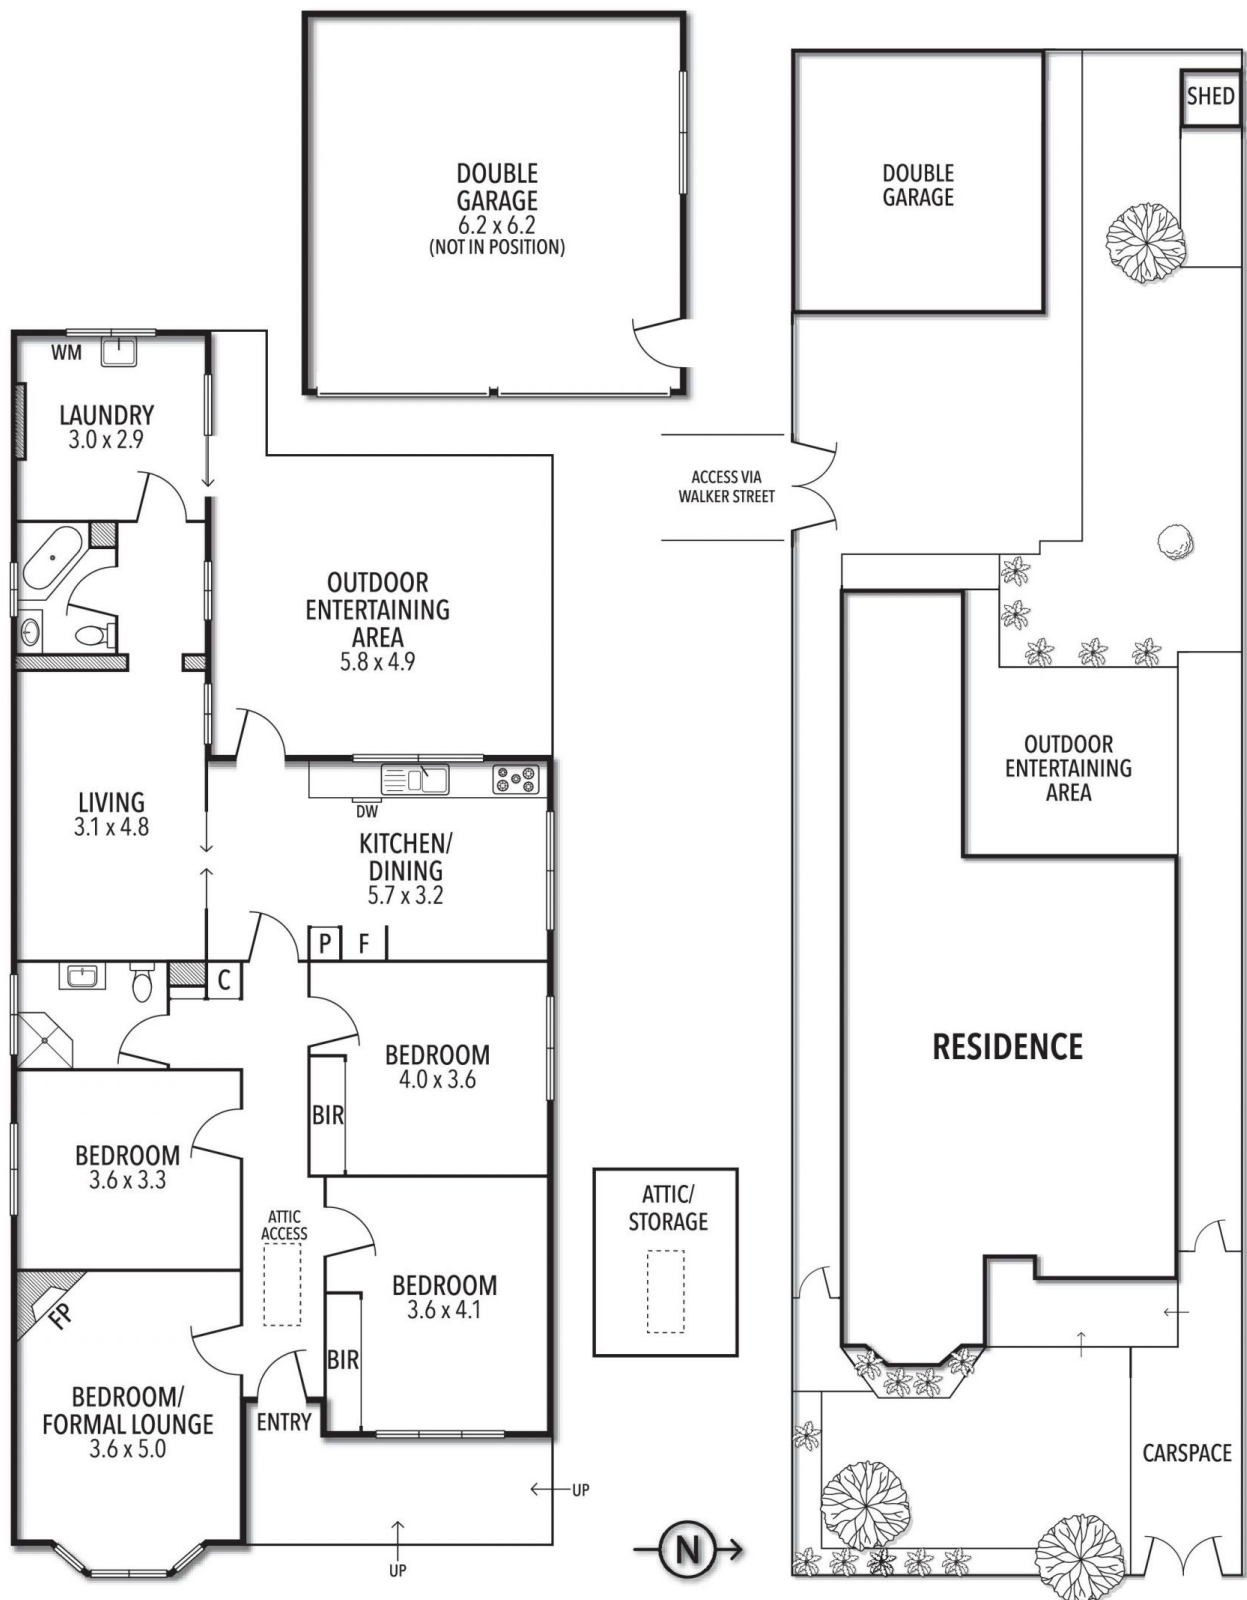 DOUBLE
GARAGE
6.2 x 6.2
(NOT IN POSITION)
WM
LAUNDRY
3.0 x 2.9
OUTDOOR
ENTERTAINING
AREA
5.8 x 4.9
LIVING
3.1 x 4.8
DW
KITCHEN/
DINING
5.7 x 3.2
P
F
C
BEDROOM
4.0 x 3.6
BIR
BEDROOM
3.6 x 3.3
ATTIC
ACCESS
BEDROOM
3.6 x 4.1
BIR
FP
BEDROOM/
FORMAL LOUNGE
3.6 x 5.0
ENTRY
UP
UP
ATTIC/
STORAGE
N
SHED
DOUBLE
GARAGE
ACCESS VIA
WALKER STREET
OUTDOOR
ENTERTAINING
AREA
RESIDENCE
CARSPACE